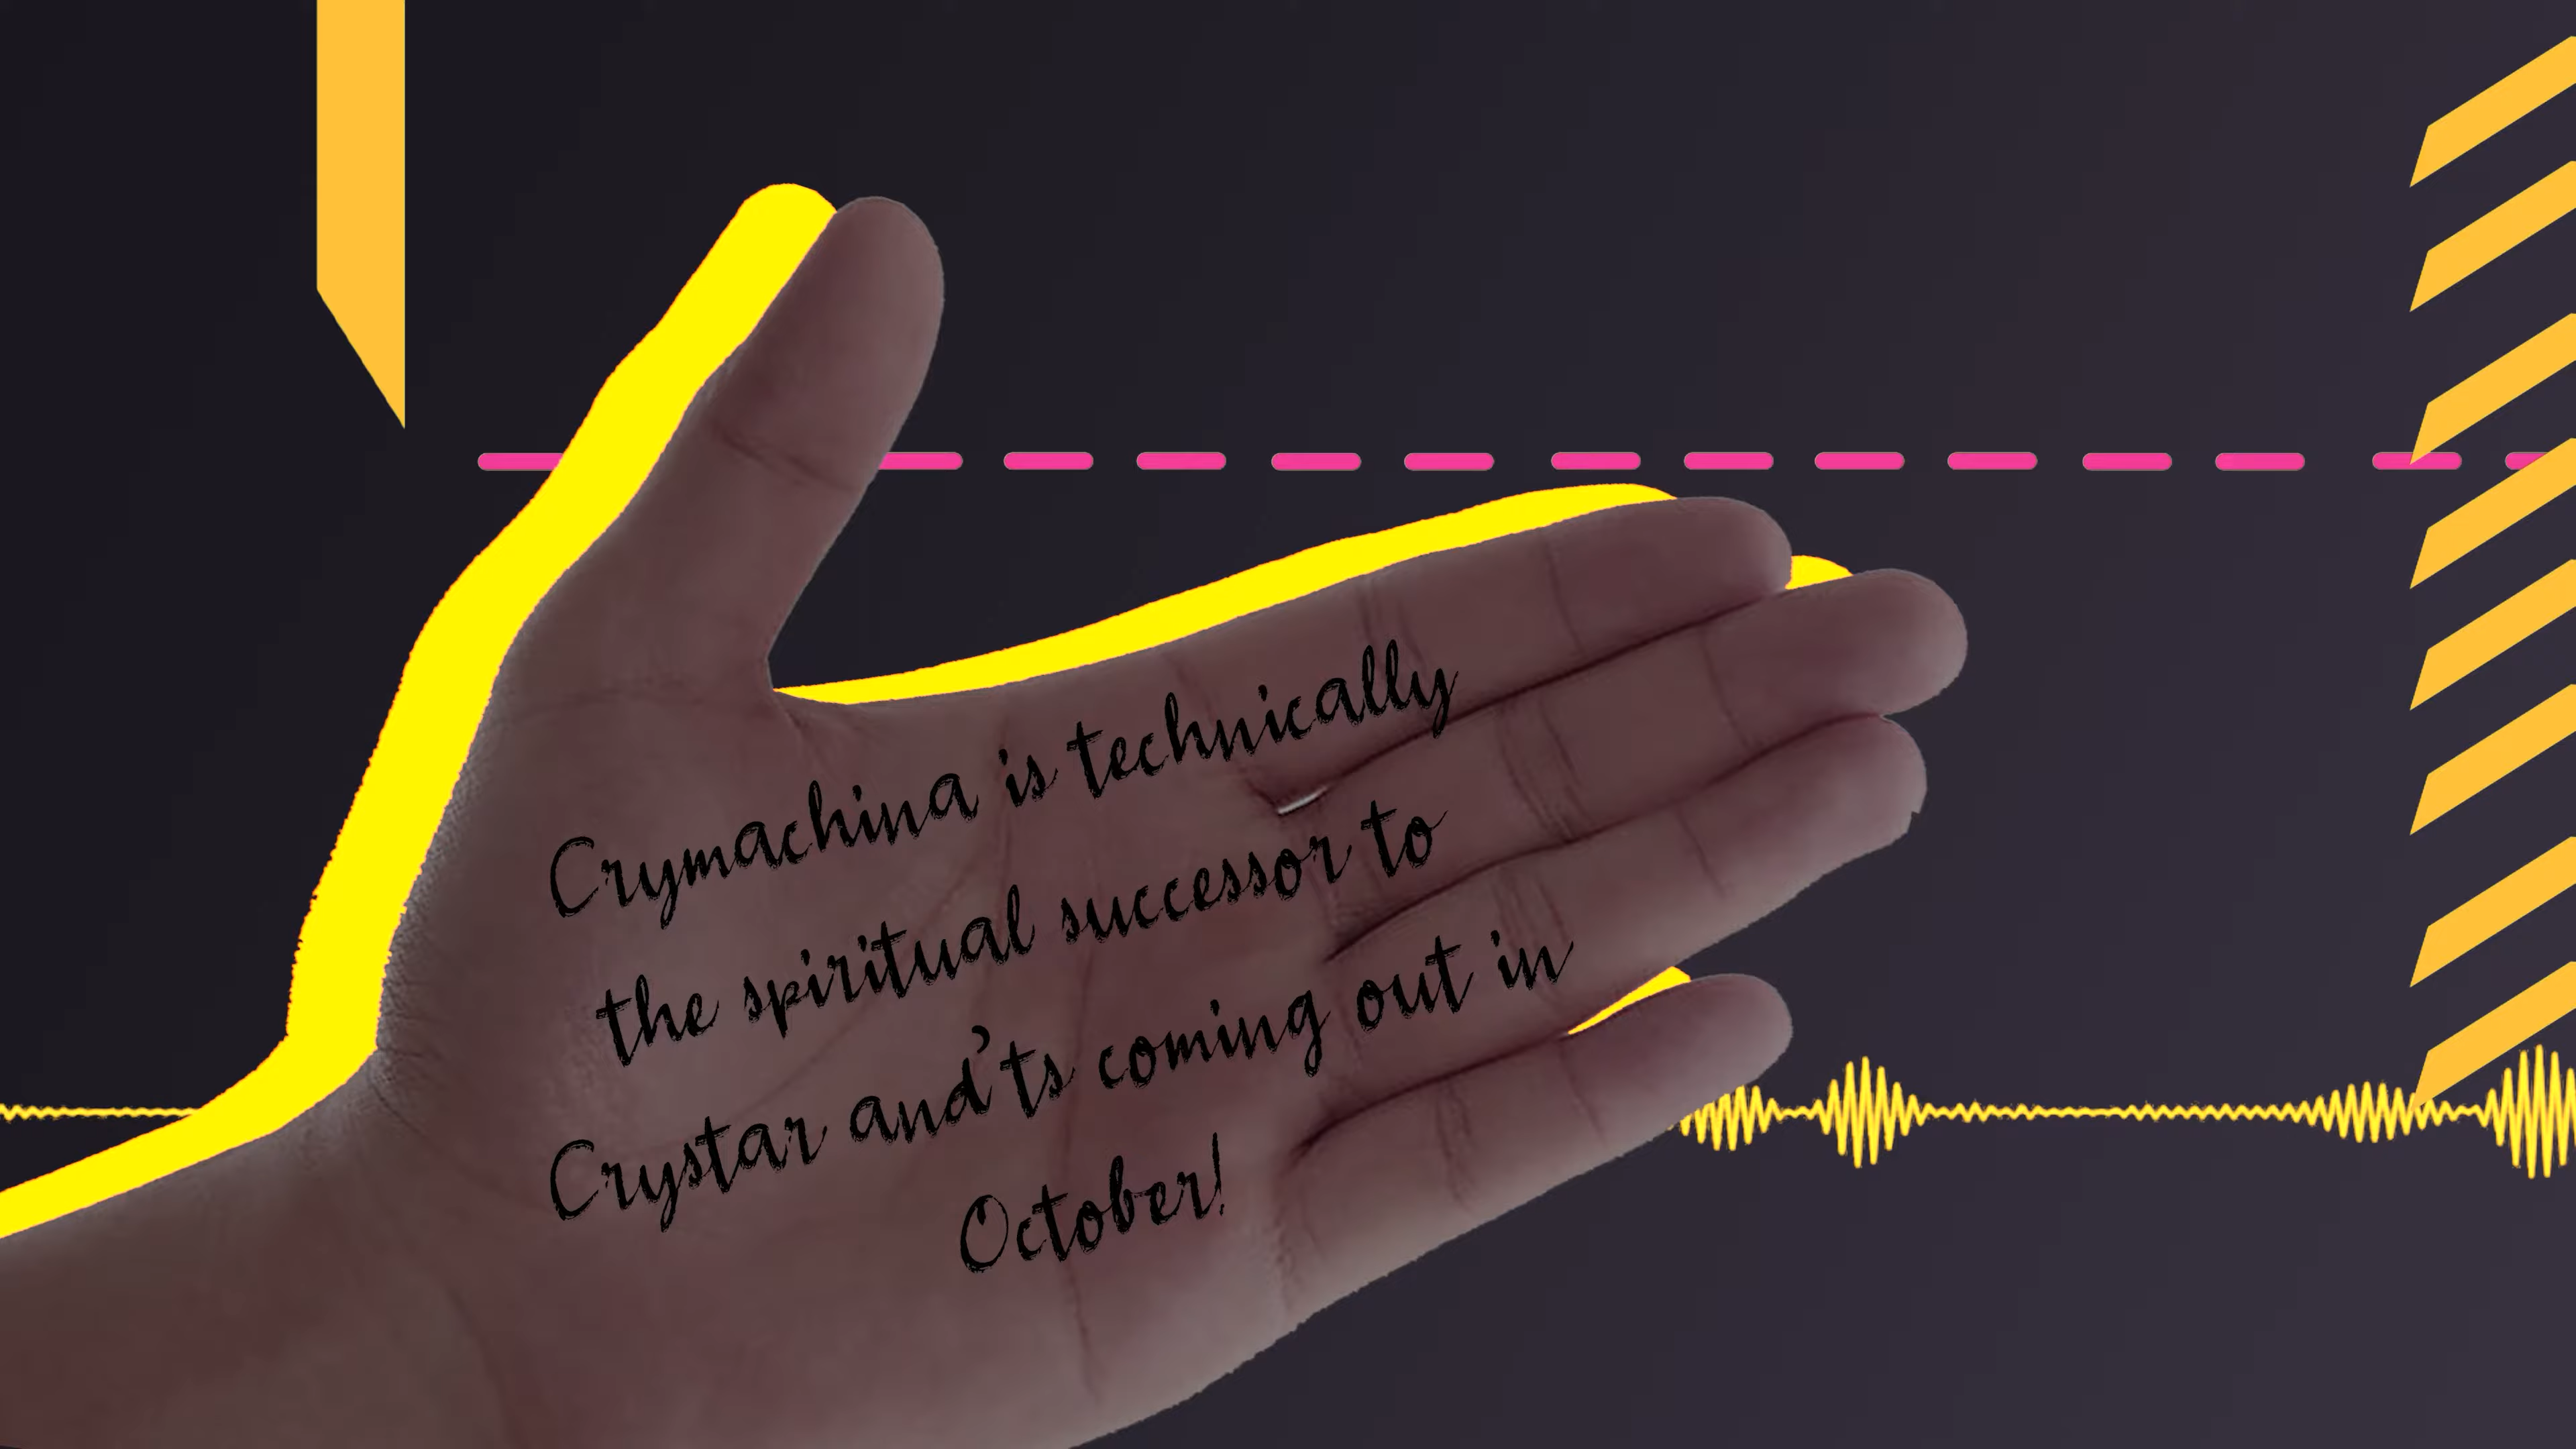 Crymachina is technically
the spiritual successor to
Crystar and'ts coming out in
October!